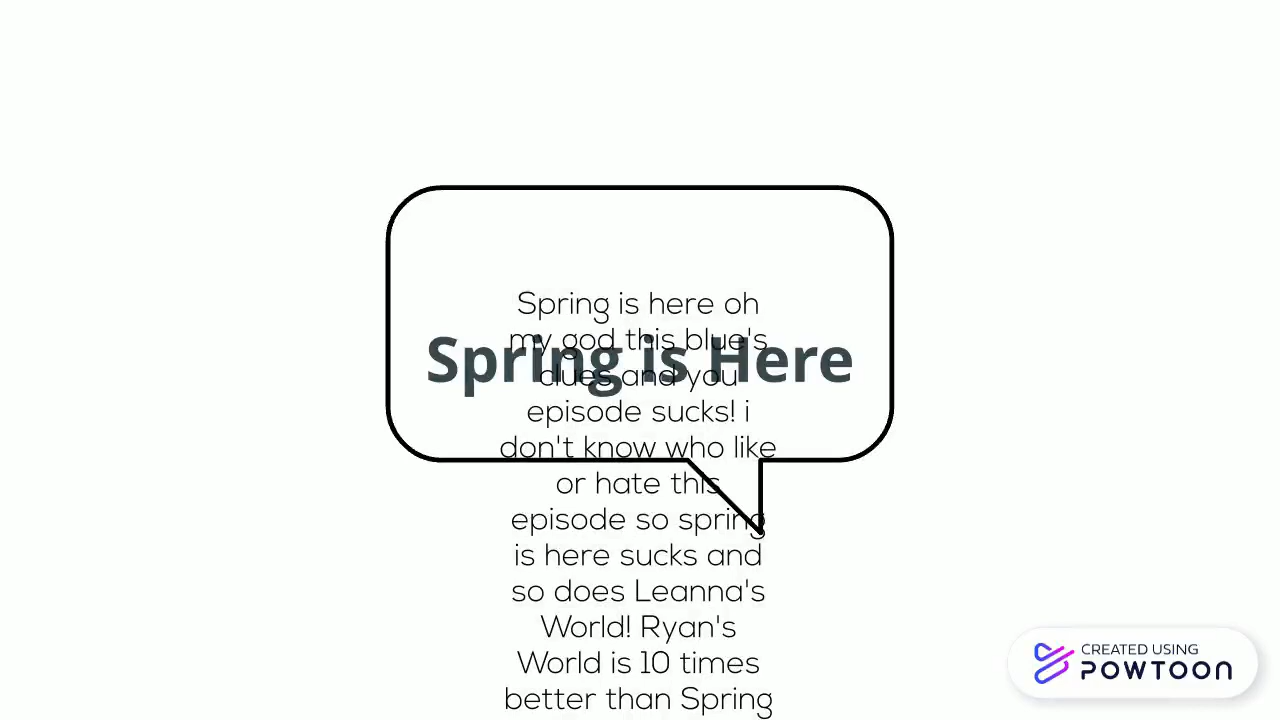 Spring is here oh
my god this blue's
Spring is Here
clues and you
episode sucks! i
don't know who like
or hate this
episode so spring
is here sucks and
so does Leanna's
World! Ryan's
World is 10 times
better than Spring
CREATED USING
POWTOON